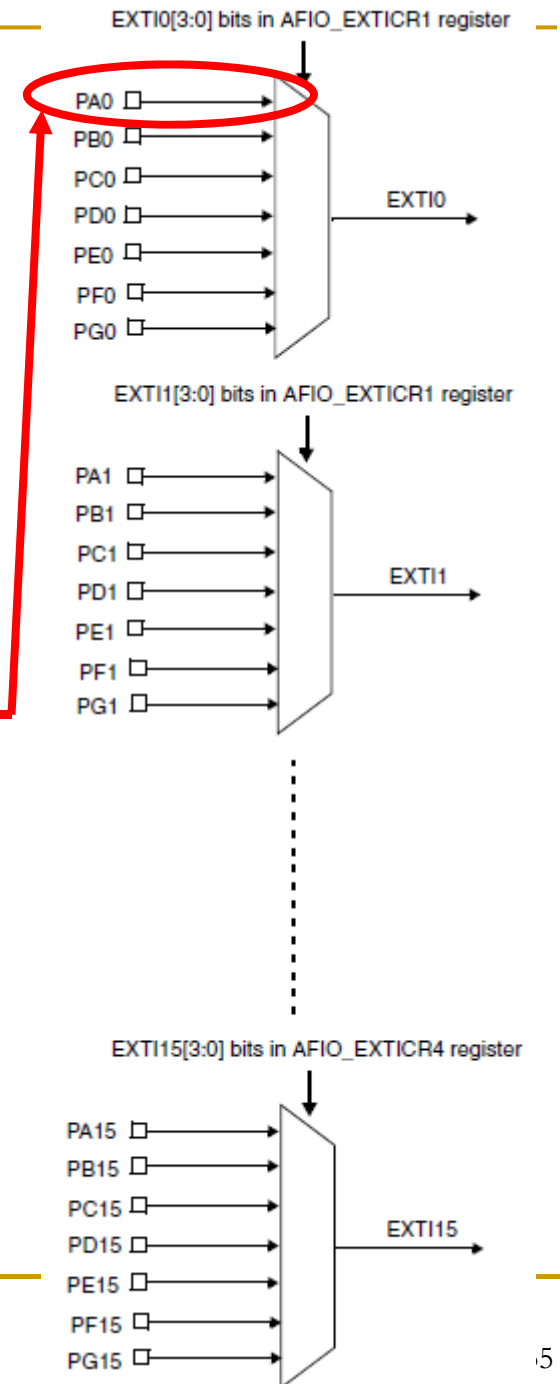 EXTI0[3:0] bits in AFIO_EXTICR1 register
PA0
PB0
PC0
PD0
PE0
PF0
PG0
EXTI0
EXTI1[3:0] bits in AFIO_EXTICR1 register
PA1
PB1
PC1
PD1
PE1
PF1
PG1
EXTI1
EXTI15[3:0] bits in AFIO_EXTICR4 register
PA15
PB15
PC15
PD15
PE15
PF15
PG15
EXTI15